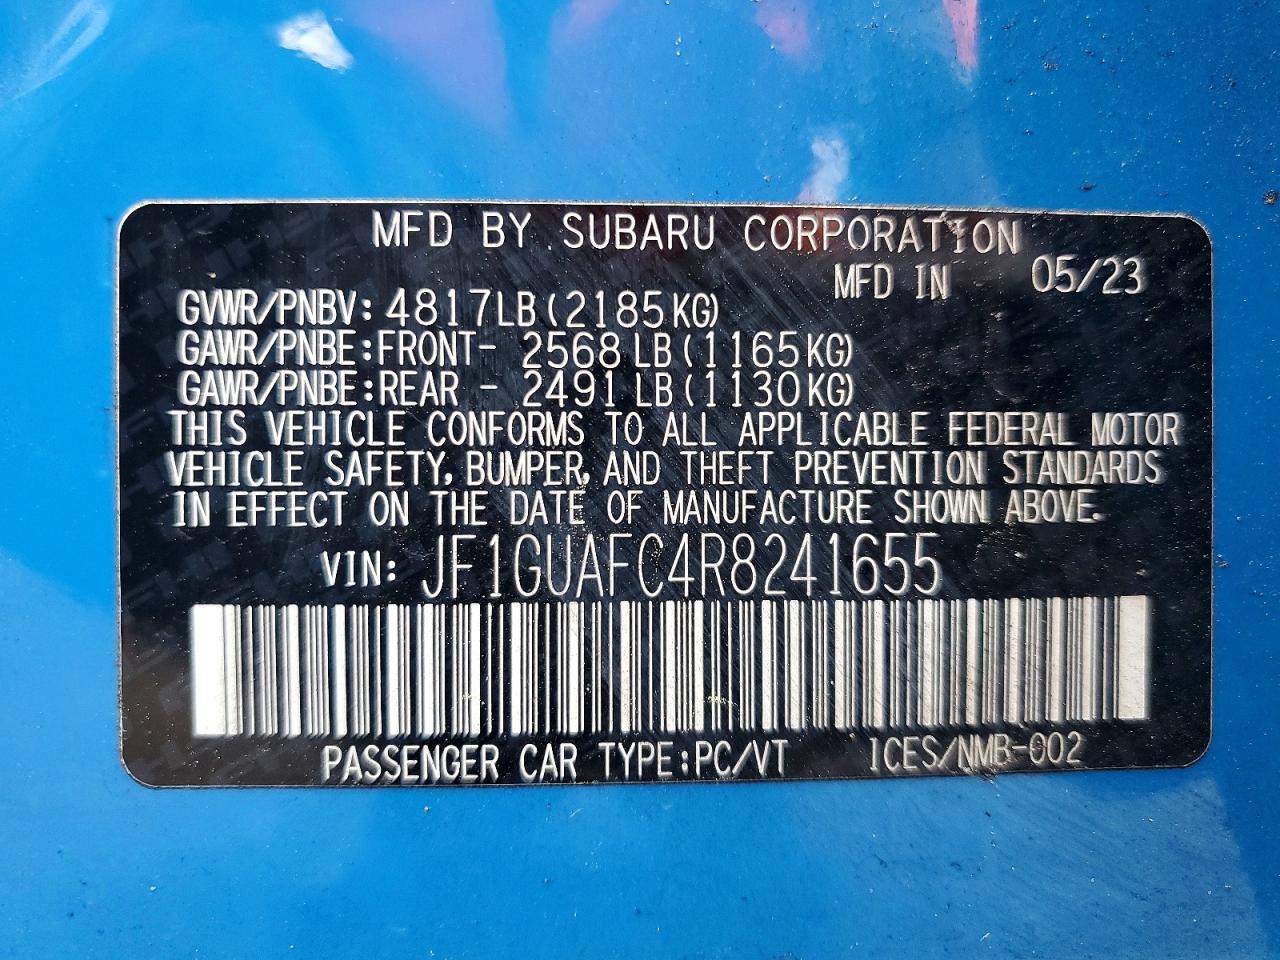 MFD BY SUBARU CORPORATION
MFD IN 05/23
GVWR/PNBV: 4817LB(2185KG)
GAWR/PNBE:FRONT- 2568 LB(1165KG)
GAWR/PNBE:REAR - 2491 LB(1130KG)
THIS VEHICLE CONFORMS TO ALL APPLICABLE FEDERAL MOTOR
VEHICLE SAFETY, BUMPER, AND THEFT PREVENTION STANDARDS
IN EFFECT ON THE DATE OF MANUFACTURE SHOWN ABOVE.
VIN: JF1GUAFC4R8241655
PASSENGER CAR TYPE:PC/VT ICES/NMB-002